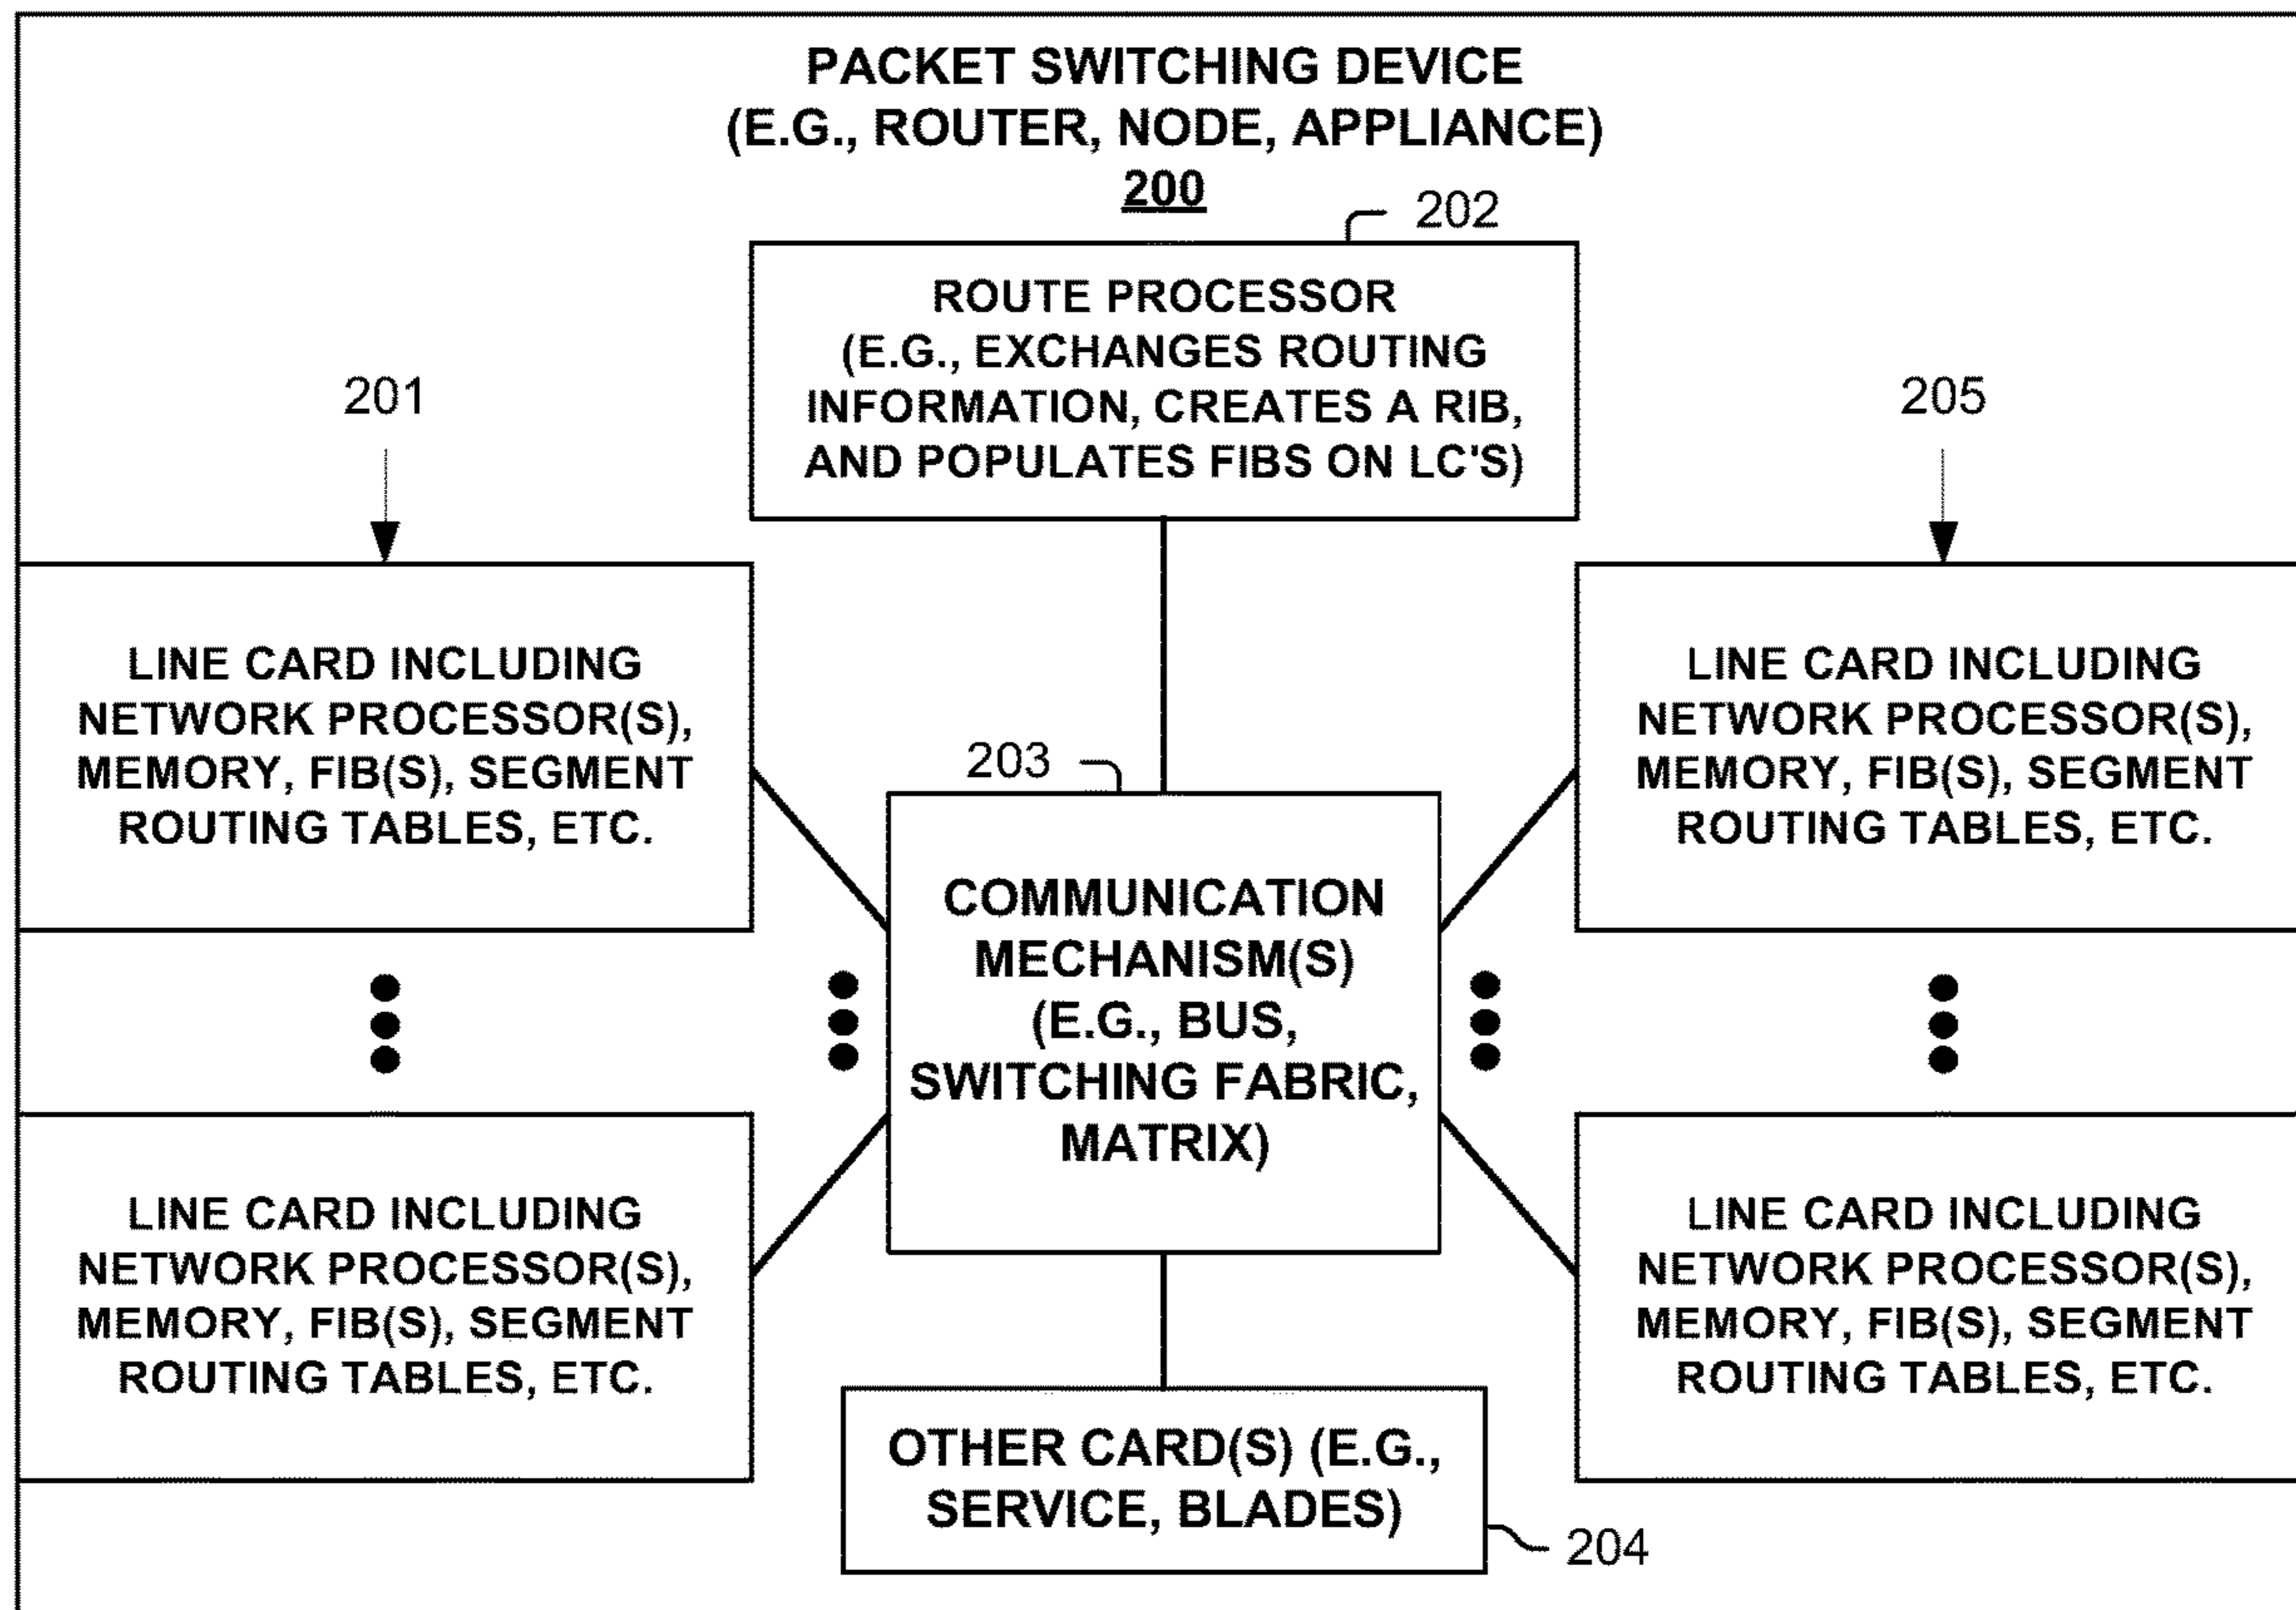 PACKET SWITCHING DEVICE
(E.G., ROUTER, NODE, APPLIANCE)
200
202
ROUTE PROCESSOR
(E.G., EXCHANGES ROUTING
INFORMATION, CREATES A RIB,
AND POPULATES FIBS ON LC'S)
201
205
LINE CARD INCLUDING
NETWORK PROCESSOR(S),
MEMORY, FIB(S), SEGMENT
ROUTING TABLES, ETC.
LINE CARD INCLUDING
NETWORK PROCESSOR(S),
MEMORY, FIB(S), SEGMENT
ROUTING TABLES, ETC.
203
COMMUNICATION
MECHANISM(S)
(E.G., BUS,
SWITCHING FABRIC,
MATRIX)
LINE CARD INCLUDING
NETWORK PROCESSOR(S),
MEMORY, FIB(S), SEGMENT
ROUTING TABLES, ETC.
LINE CARD INCLUDING
NETWORK PROCESSOR(S),
MEMORY, FIB(S), SEGMENT
ROUTING TABLES, ETC.
OTHER CARD(S) (E.G.,
SERVICE, BLADES)
204